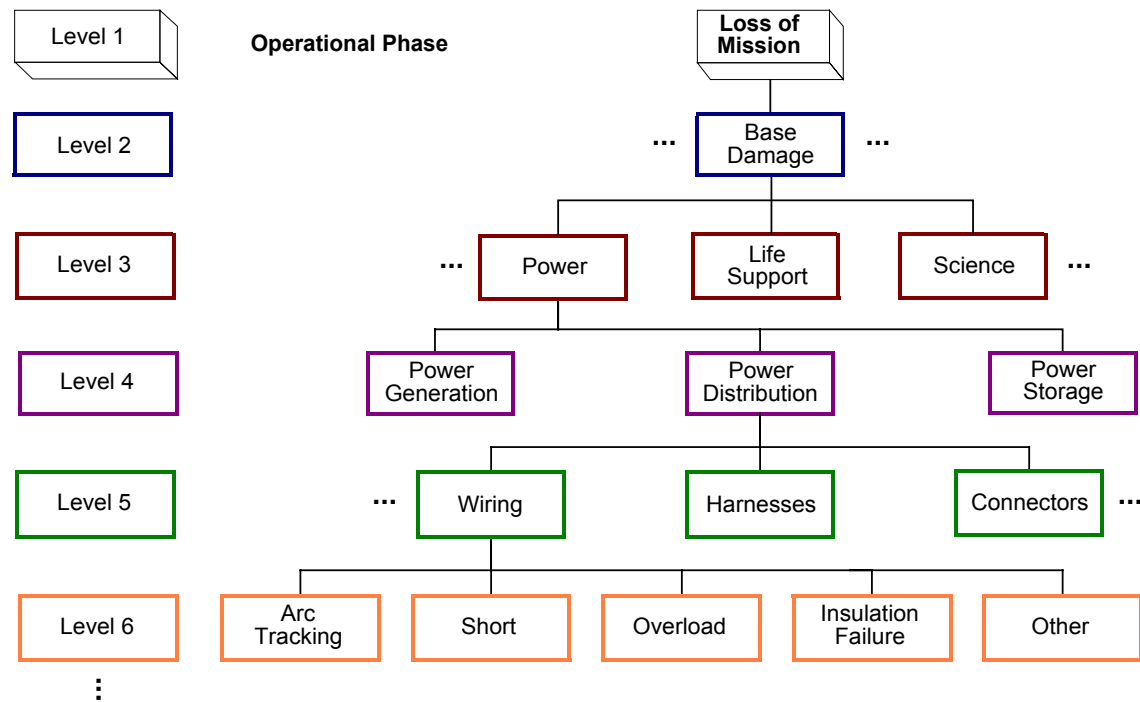 Level 1
Operational Phase
Loss of
Mission
Level 2
...
Base
Damage
...
Level 3
...
Power
Life
Support
Science
...
Level 4
Power
Generation
Power
Distribution
Power
Storage
Level 5
...
Wiring
Harnesses
Connectors
...
Level 6
Arc
Tracking
Short
Overload
Insulation
Failure
Other
...